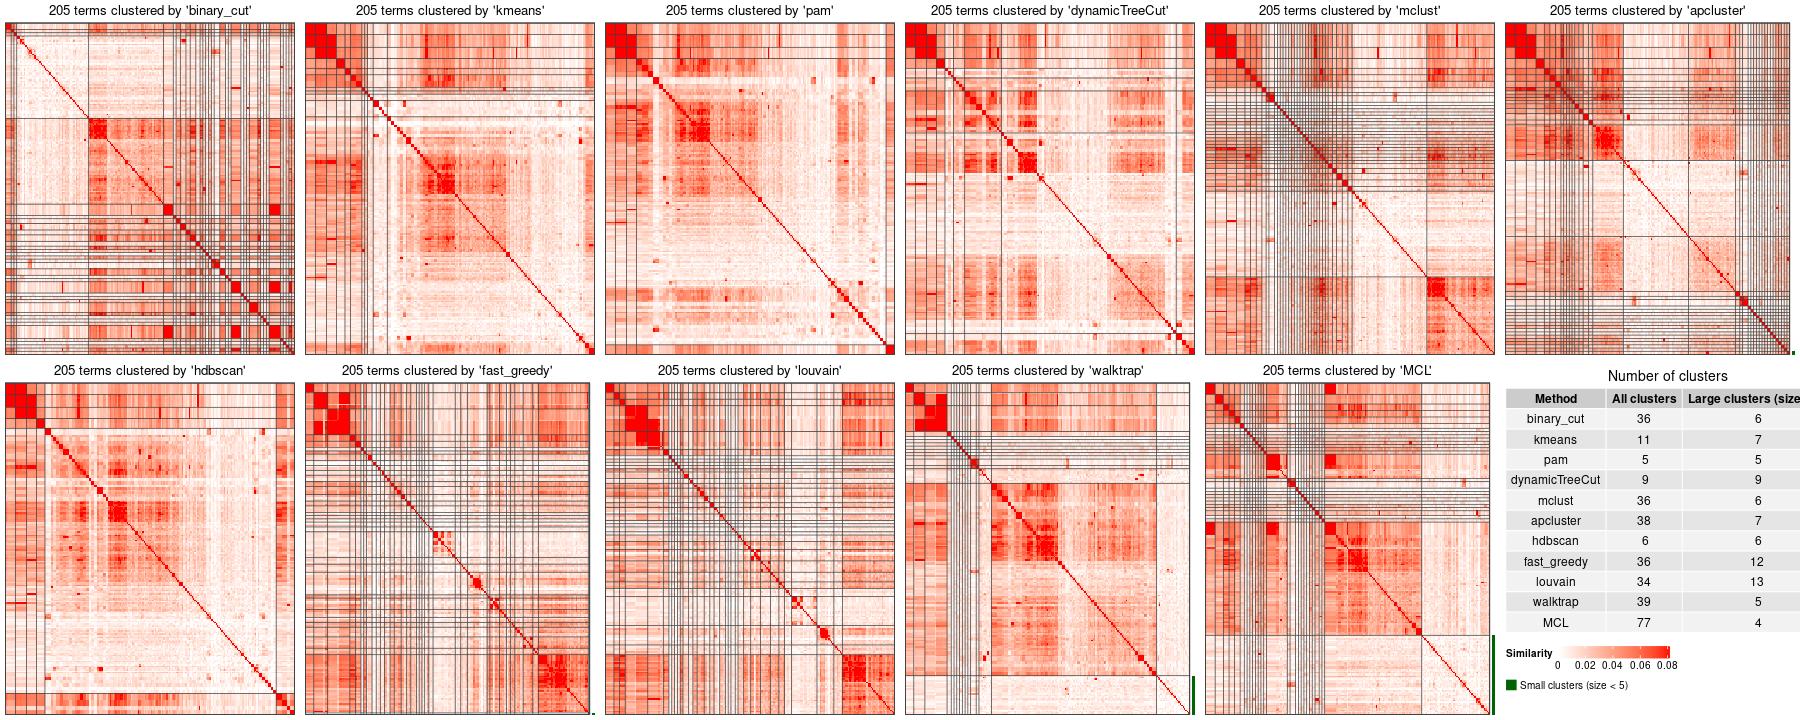 205 terms clustered by 'binary_cut'
205 terms clustered by 'kmeans'
205 terms clustered by 'pam'
205 terms clustered by 'dynamicTreeCut'
205 terms clustered by 'mclust'
205 terms clustered by 'apcluster'
205 terms clustered by 'hdbscan'
205 terms clustered by 'fast_greedy'
205 terms clustered by 'louvain'
205 terms clustered by 'walktrap'
205 terms clustered by 'MCL'
Number of clusters
Method All clusters Large clusters (size
binary_cut 36 6
kmeans 11 7
pam 5 5
dynamicTreeCut 9 9
mclust 36 6
apcluster 38 7
hdbscan 6 6
fast_greedy 36 12
louvain 34 13
walktrap 39 5
MCL 77 4
Similarity
0 0.02 0.04 0.06 0.08
Small clusters (size < 5)